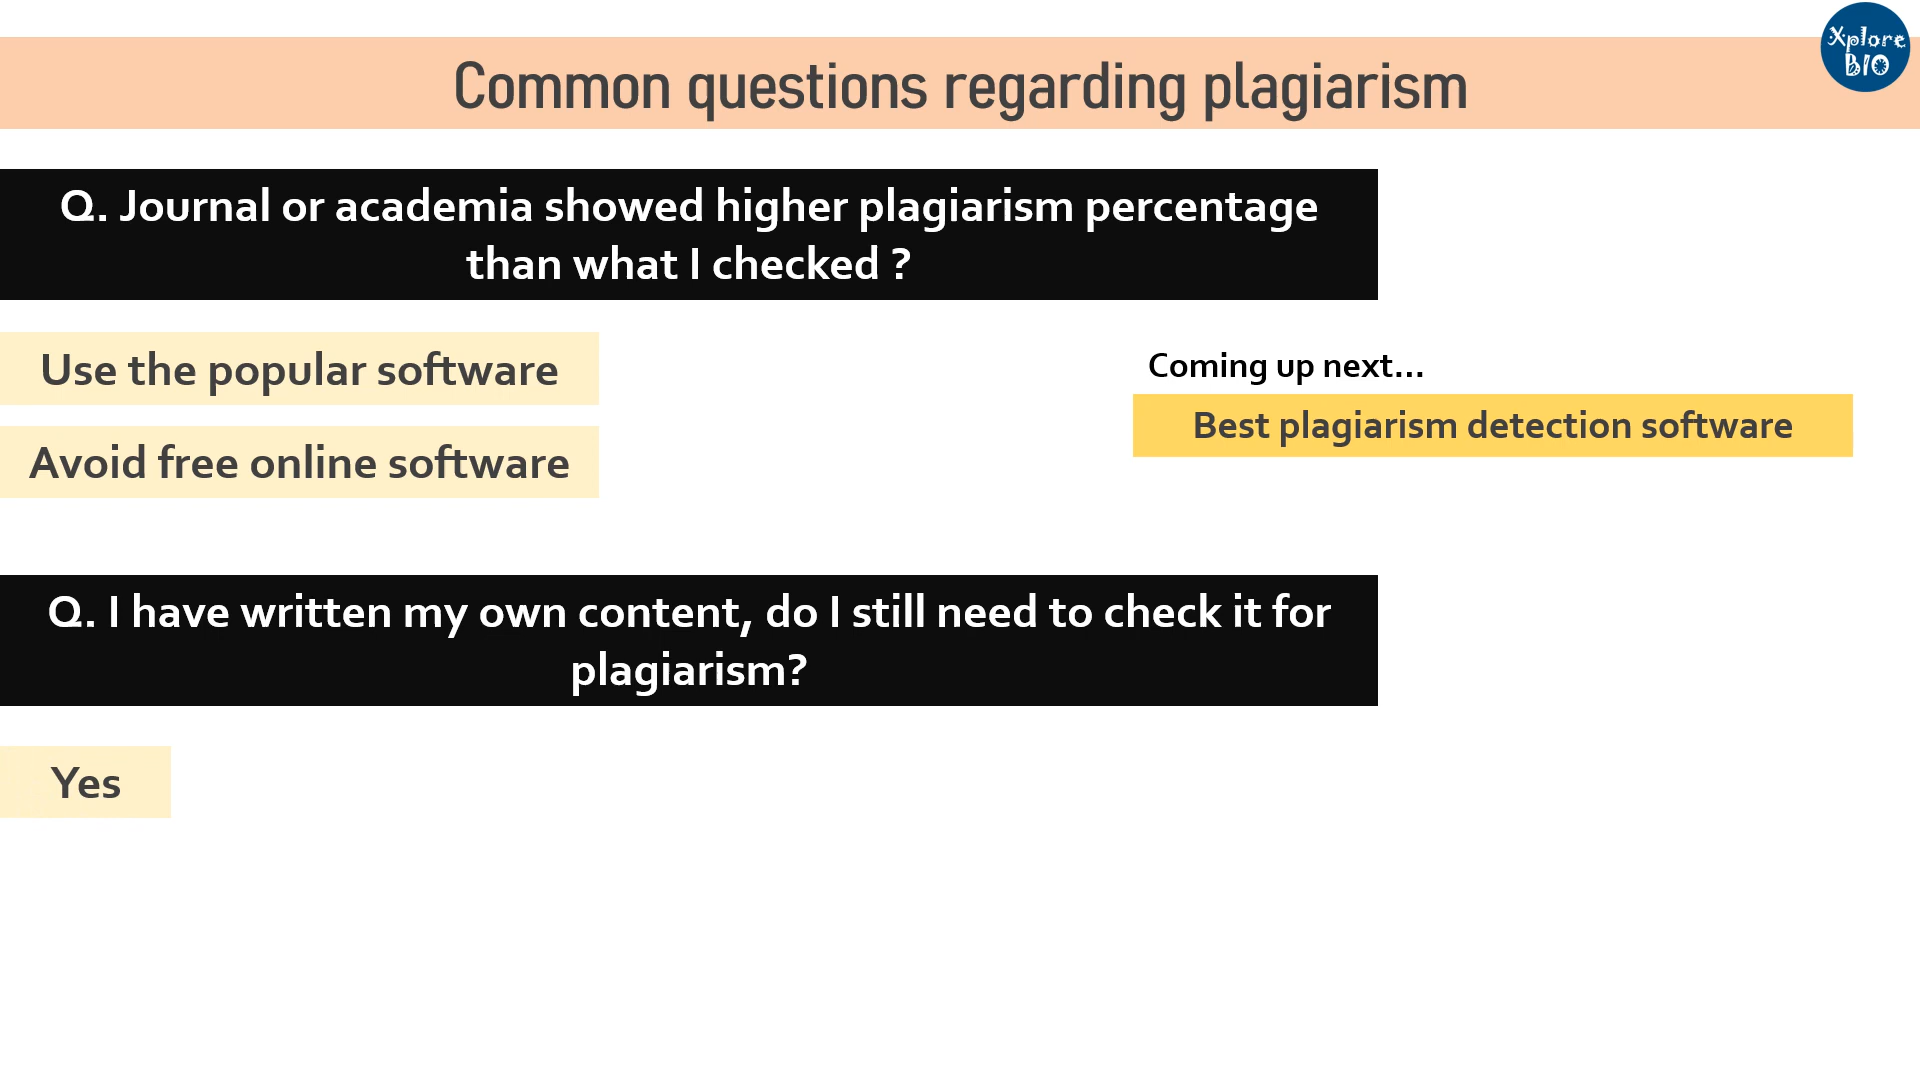 Xplore
BIO
Common questions regarding plagiarism
Q. Journal or academia showed higher plagiarism percentage
than what I checked ?
Use the popular software
Avoid free online software
Coming up next...
Best plagiarism detection software
Q. I have written my own content, do I still need to check it for
plagiarism?
Yes